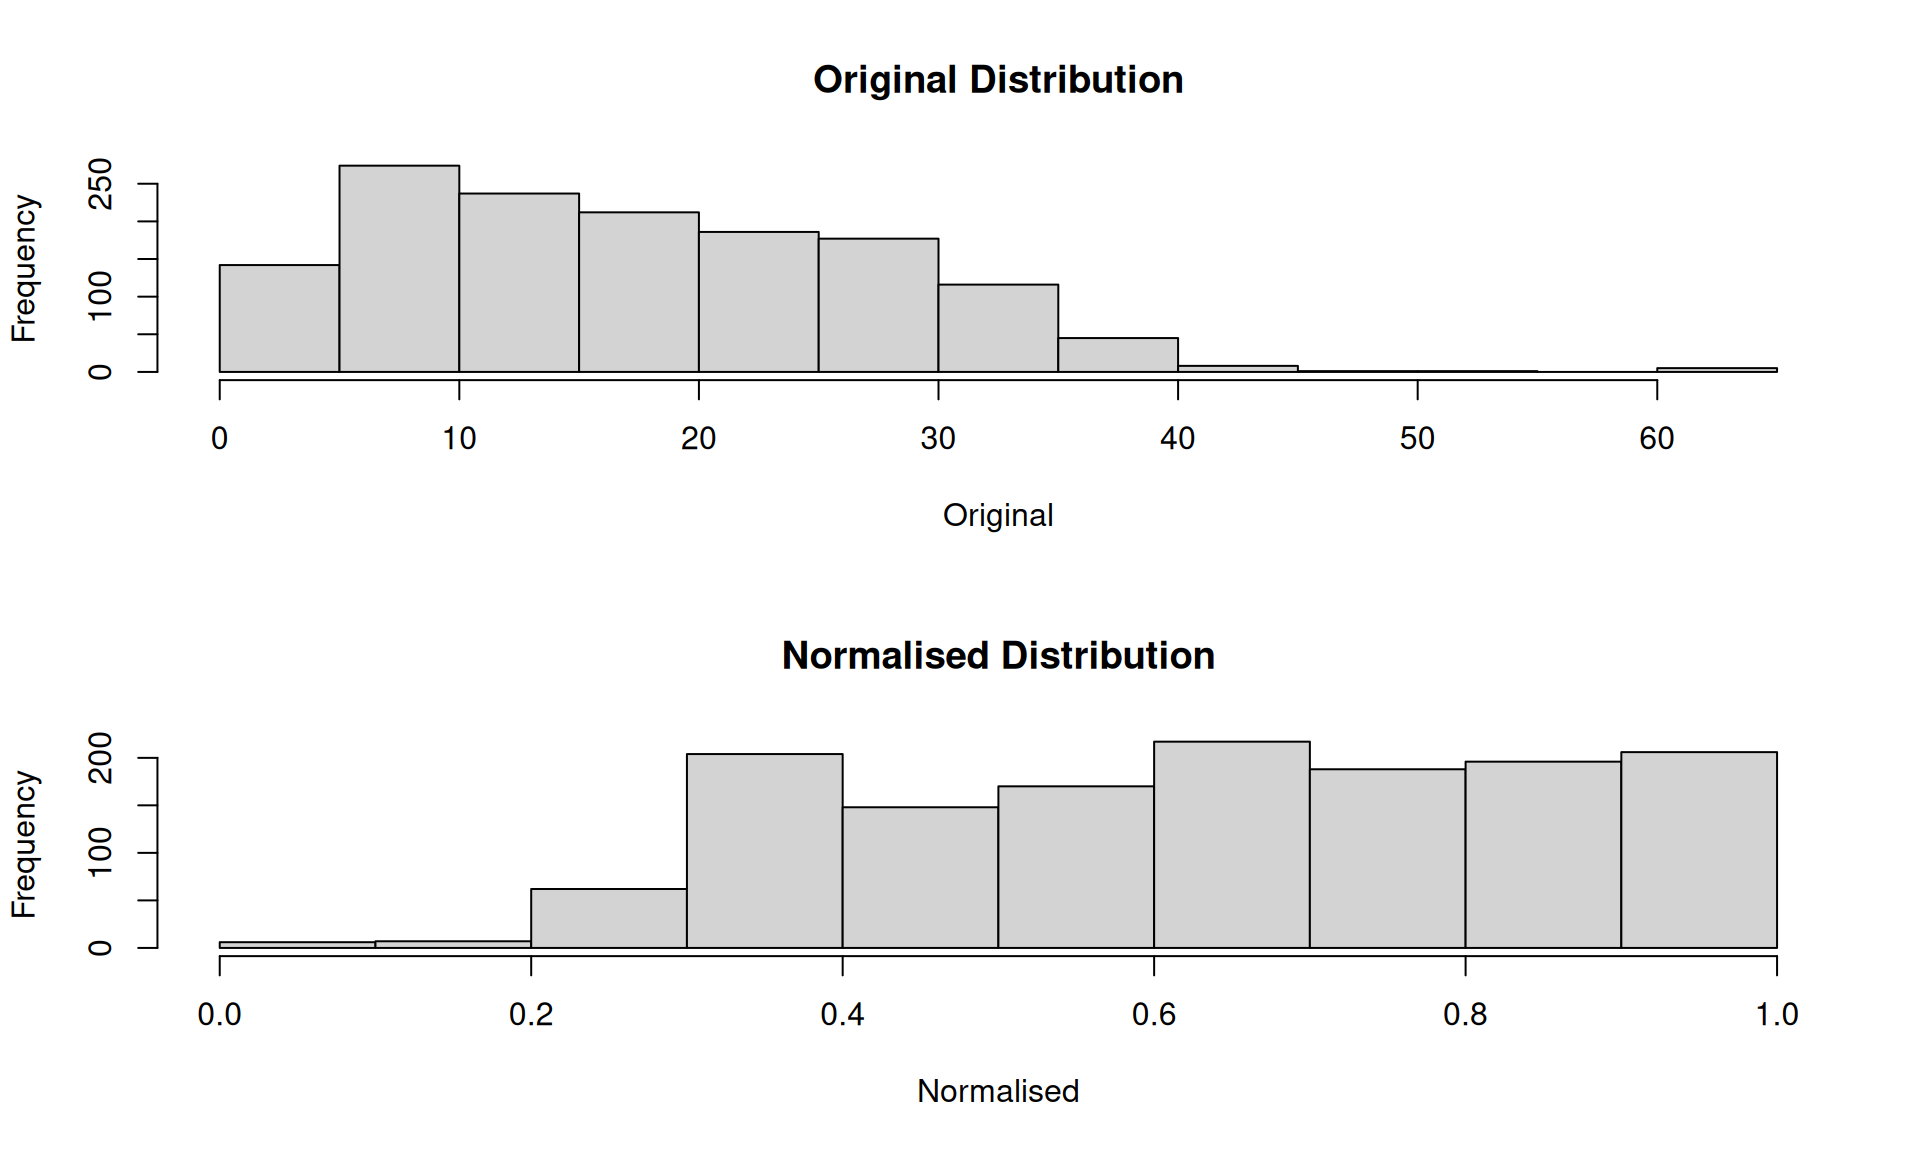 Original Distribution
Frequency
250
100
0
0 10 20 30 40 50 60
Original
Normalised Distribution
Frequency
200
100
0
0.0 0.2 0.4 0.6 0.8 1.0
Normalised